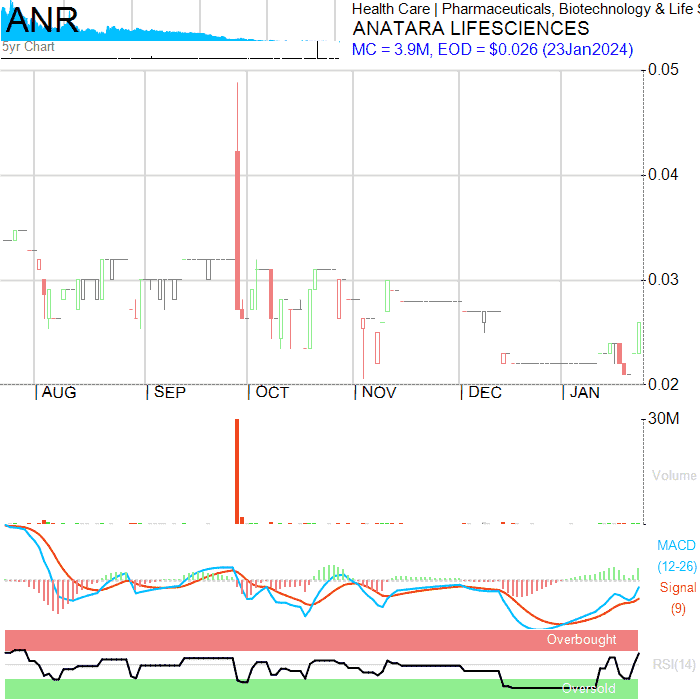 ANR
5yr Chart
Health Care | Pharmaceuticals, Biotechnology & Life S
ANATARA LIFESCIENCES
MC = 3.9M, EOD = $0.026 (23Jan2024)
0.05
0.04
0.03
0.02
AUG SEP OCT NOV DEC JAN
30M
Volume
MACD
(12-26)
Signal
(9)
Overbought
RSI(14)
Oversold